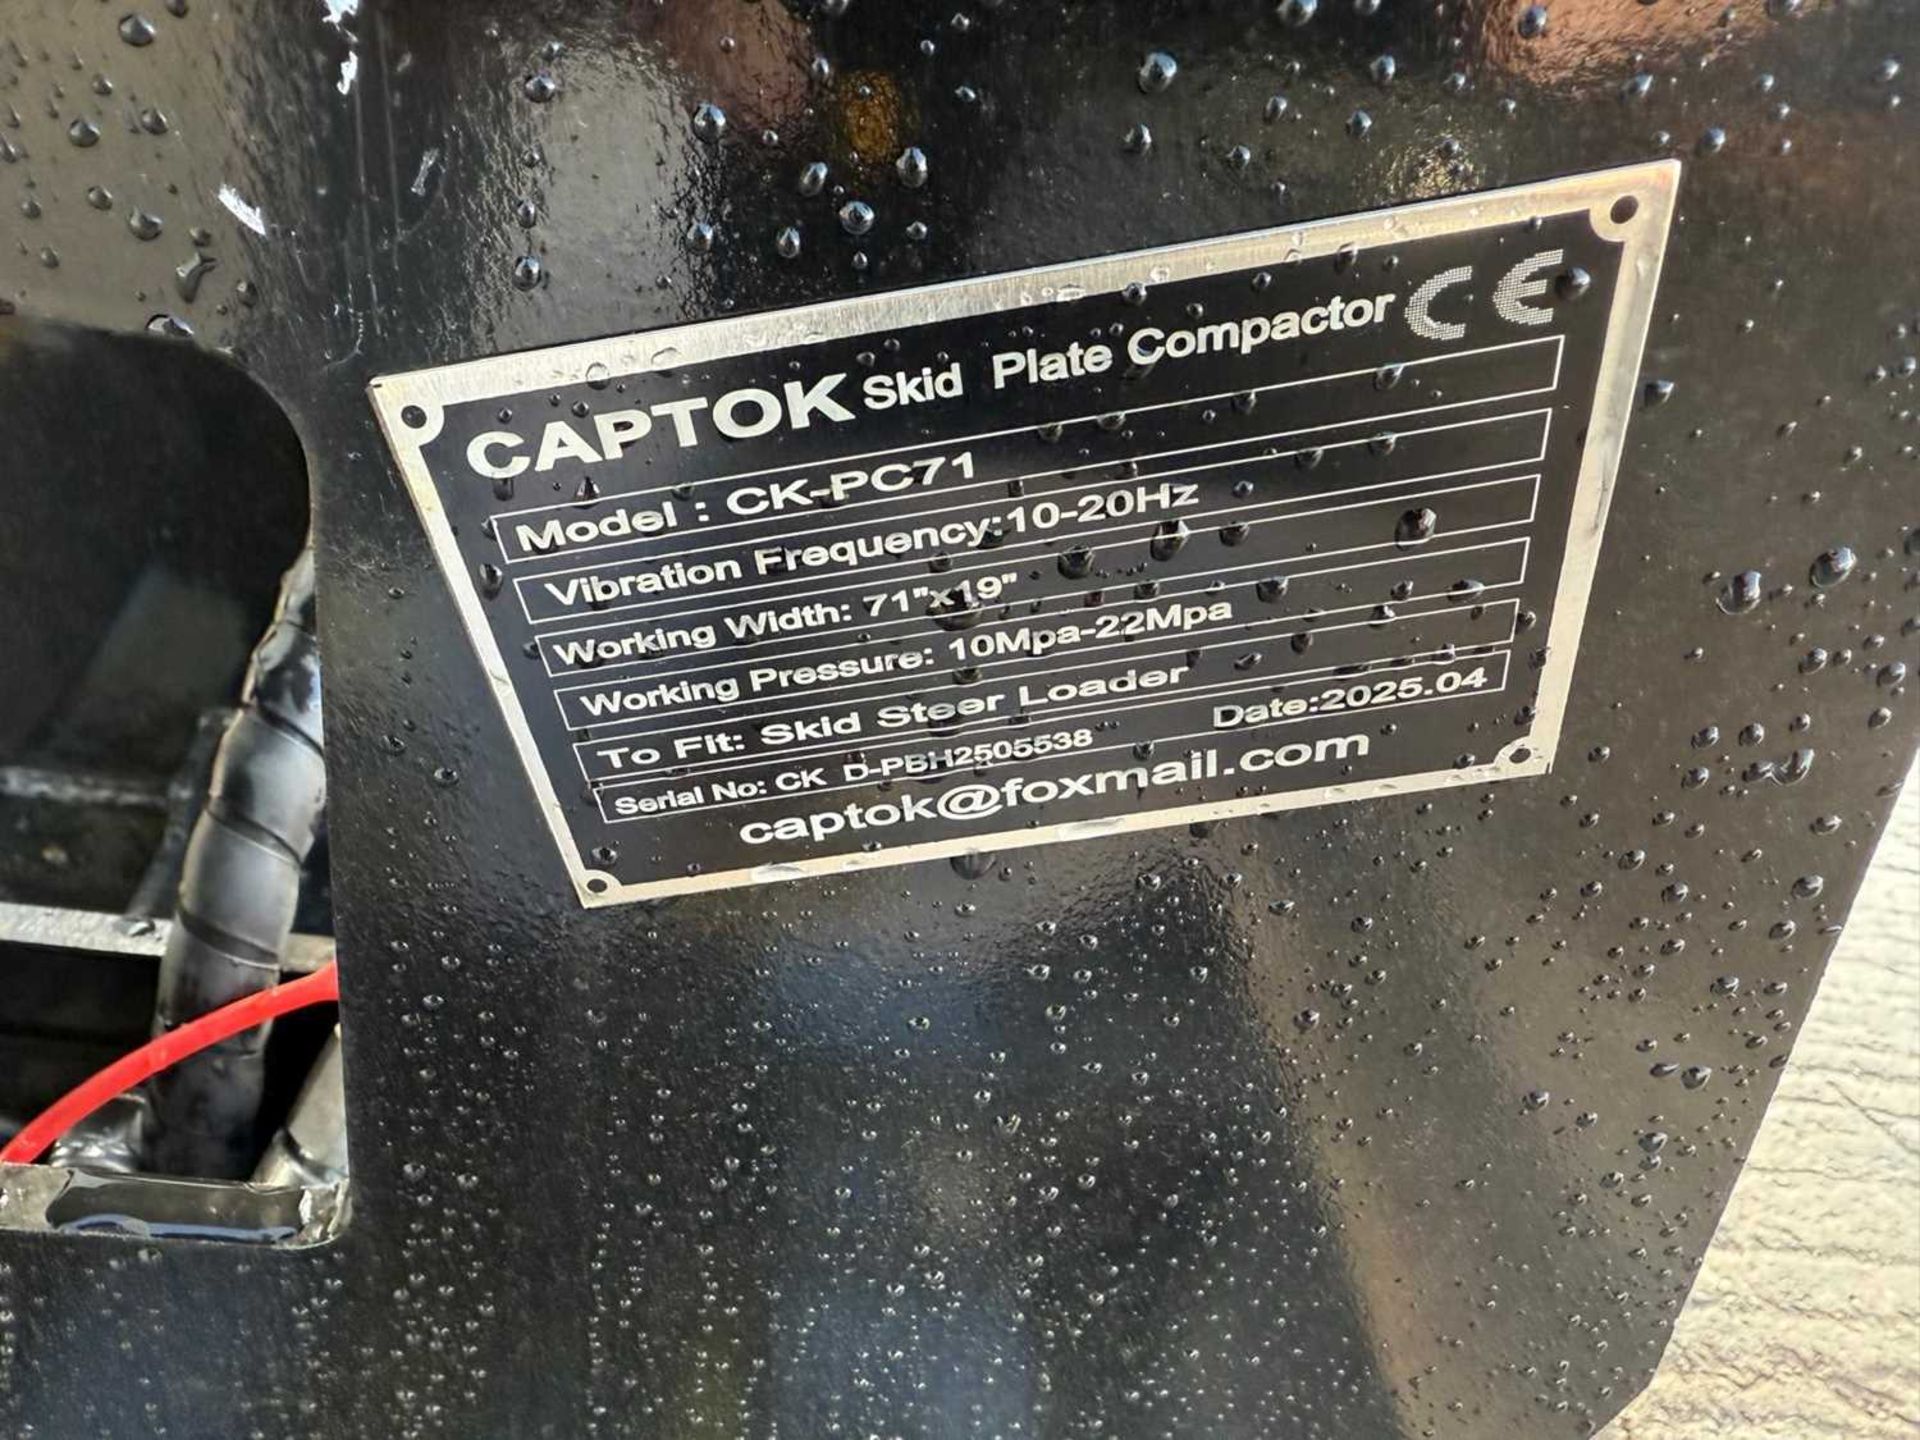 CAPTOK Skid Plate Compactor CE
Model : CK-PC71
Vibration Frequency:10-20Hz
Working Width: 71"x19"
Working Pressure: 10Mpa-22Mpa
To Fit: Skid Steer Loader
Serial No: CK D-PBH2505538 Date:2025.04
captok@foxmail.com